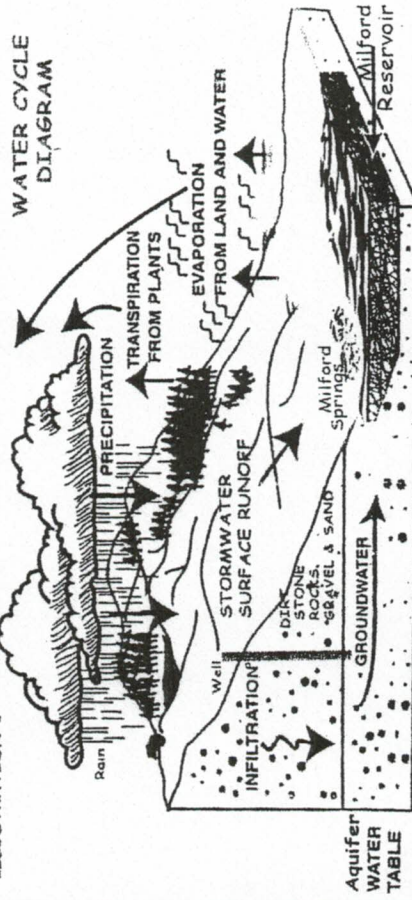 WATER CYCLE
DIAGRAM
PRECIPITATION
TRANSPIRATION
FROM PLANTS
EVAPORATION
FROM LAND AND WATER
Rain
STORMWATER
SURFACE RUNOFF
Well
INFILTRATION
DIRT
STONE
ROCKS,
GRAVEL & SAND
Milford
Springs
Milford
Reservoir
GROUNDWATER
Aquifer
WATER
TABLE